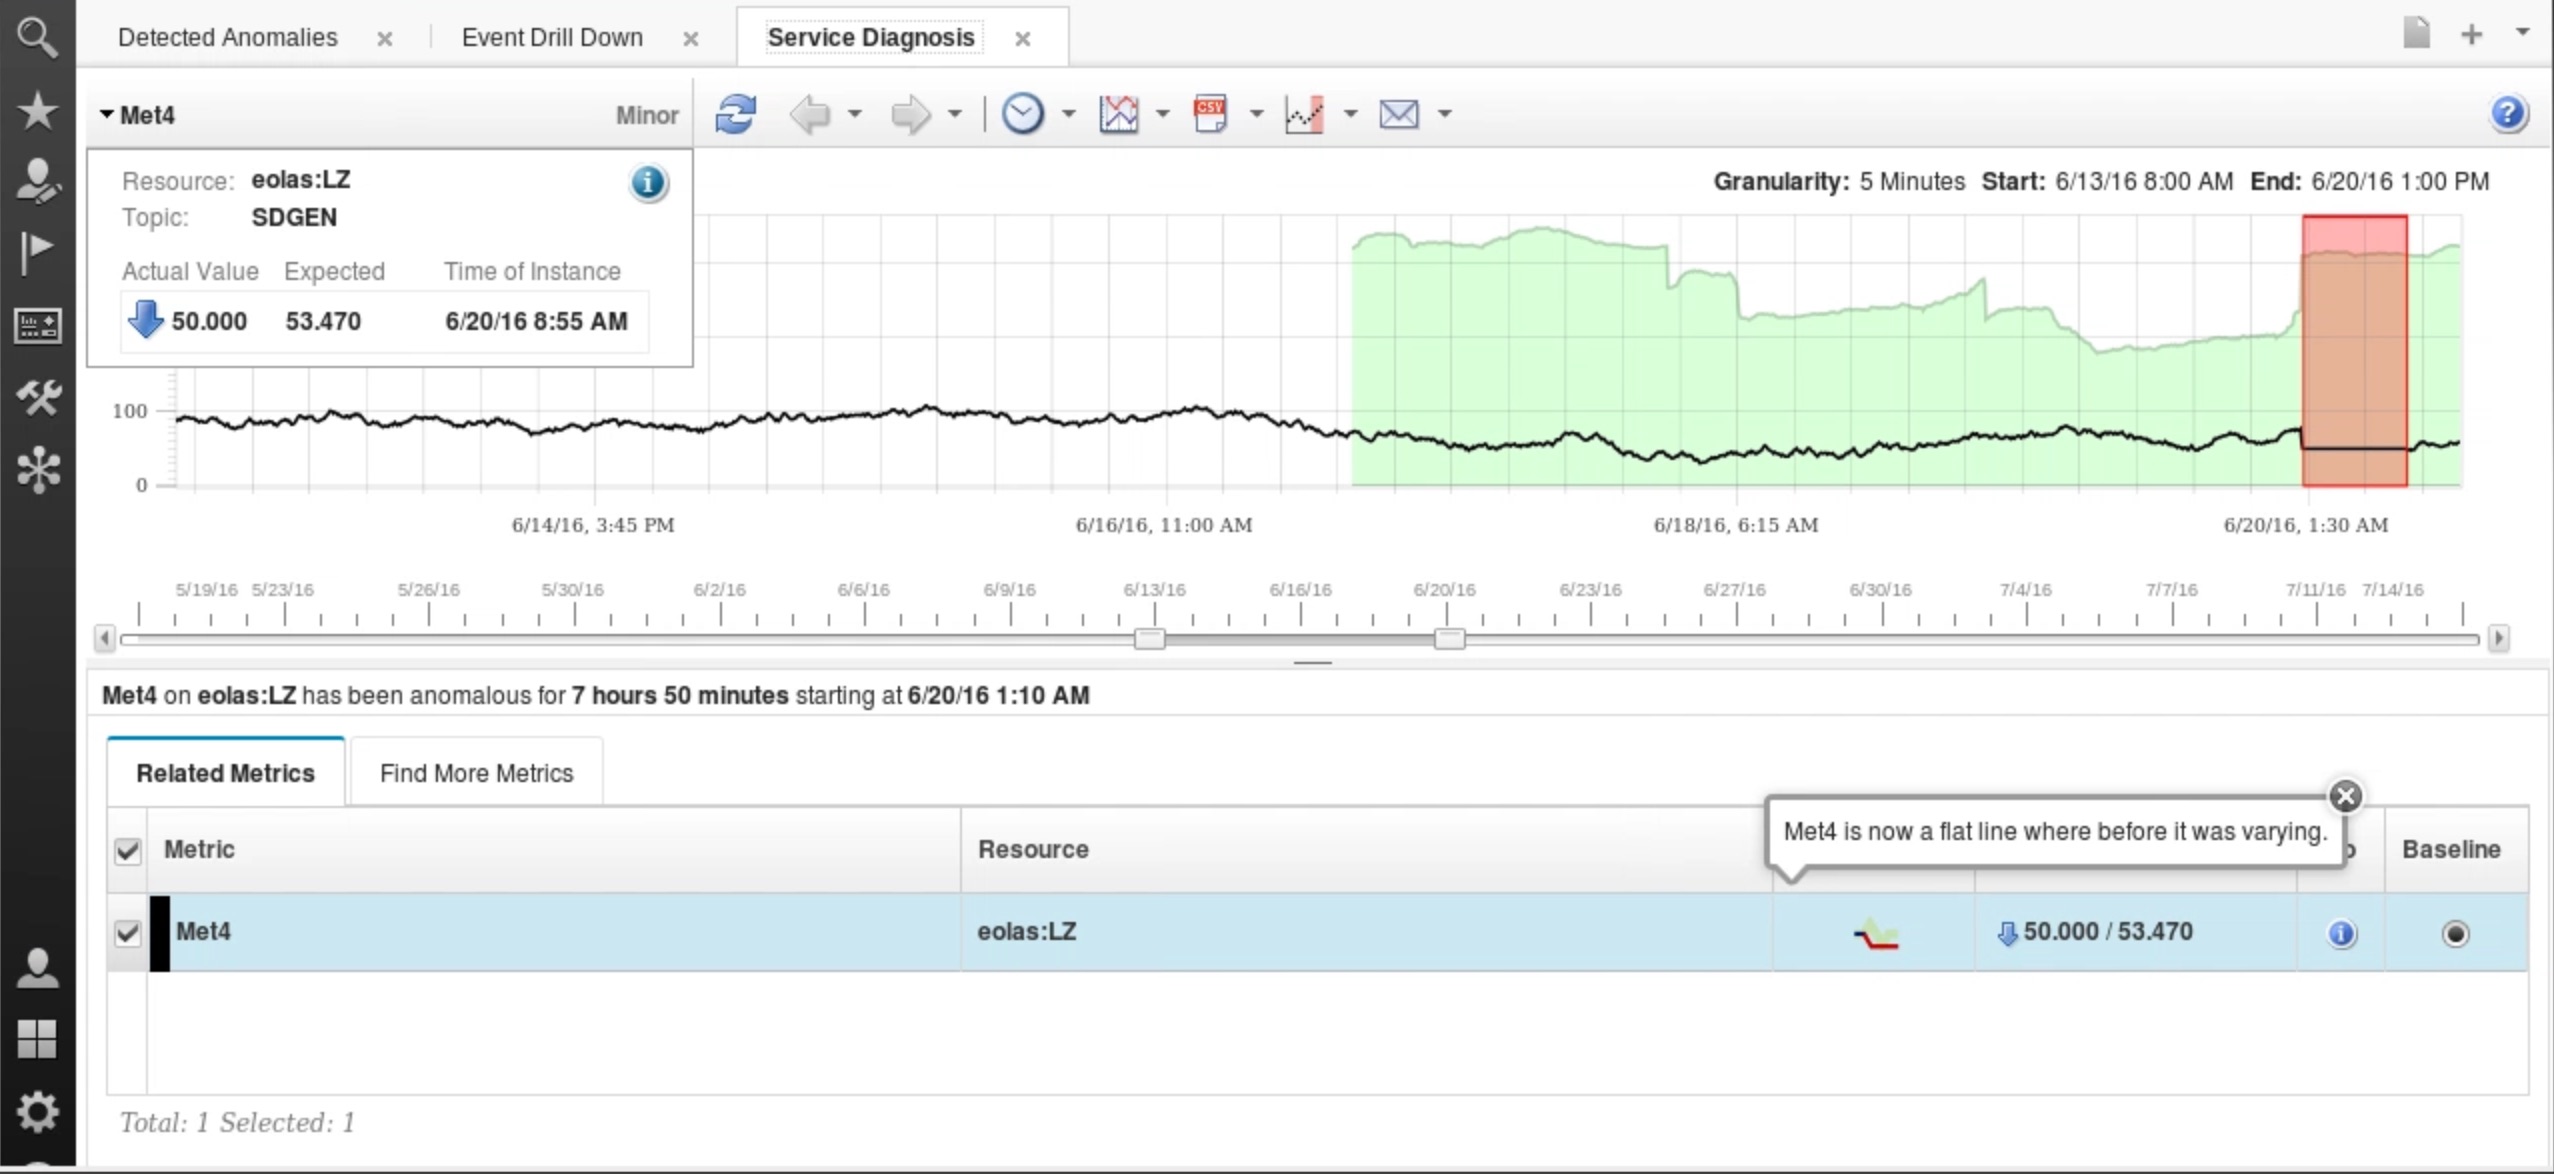 Detected Anomalies
Event Drill Down
Service Diagnosis
Met4
Minor
CSV
?
Resource: eolas:LZ
i
Topic: SDGEN
Actual Value Expected Time of Instance
50.000 53.470 6/20/16 8:55 AM
Granularity: 5 Minutes Start: 6/13/16 8:00 AM End: 6/20/16 1:00 PM
100
0
6/14/16, 3:45 PM 6/16/16, 11:00 AM 6/18/16, 6:15 AM 6/20/16, 1:30 AM
5/19/16 5/23/16 5/26/16 5/30/16 6/2/16 6/6/16 6/9/16 6/13/16 6/16/16 6/20/16 6/23/16 6/27/16 6/30/16 7/4/16 7/7/16 7/11/16 7/14/16
Met4 on eolas:LZ has been anomalous for 7 hours 50 minutes starting at 6/20/16 1:10 AM
Related Metrics
Find More Metrics
Met4 is now a flat line where before it was varying.
Metric Resource Baseline
Met4 eolas:LZ 50.000 / 53.470 i
Total: 1 Selected: 1